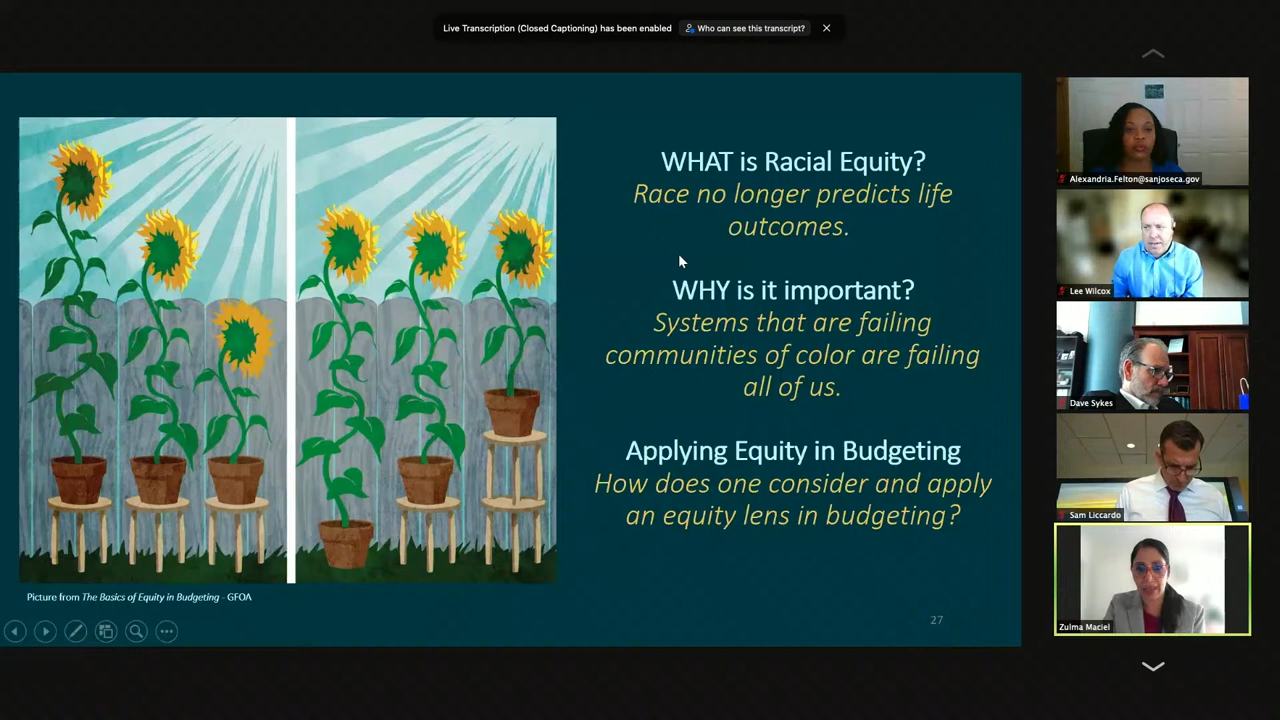 Live Transcription (Closed Captioning) has been enabled
Who can see this transcript?
WHAT is Racial Equity?
Race no longer predicts life
outcomes.
WHY is it important?
Systems that are failing
communities of color are failing
all of us.
Applying Equity in Budgeting
How does one consider and apply
an equity lens in budgeting?
Picture from The Basics of Equity in Budgeting - GFOA
27
Alexandria.Felton@sanjoseca.gov
Lee Wilcox
Dave Sykes
Sam Liccardo
Zulma Maciel